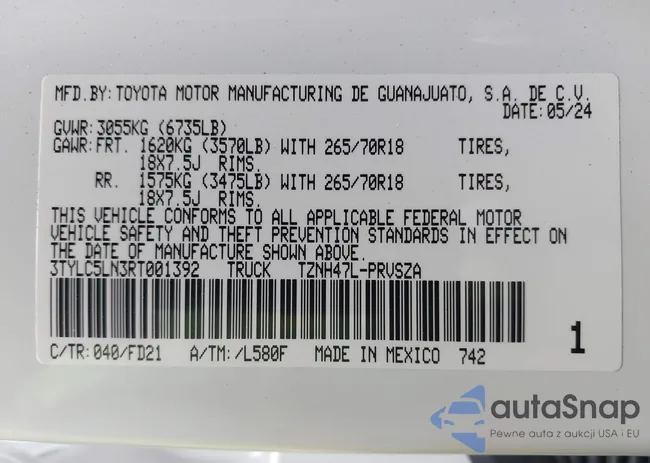 MFD.BY:TOYOTA MOTOR MANUFACTURING DE GUANAJUATO, S.A. DE C.V.
DATE:05/24
GVWR:3055KG (6735LB)
GAWR:FRT. 1620KG (3570LB) WITH 265/70R18 TIRES,
18X7.5J RIMS.
RR. 1575KG (3475LB) WITH 265/70R18 TIRES,
18X7.5J RIMS.
THIS VEHICLE CONFORMS TO ALL APPLICABLE FEDERAL MOTOR
VEHICLE SAFETY AND THEFT PREVENTION STANDARDS IN EFFECT ON
THE DATE OF MANUFACTURE SHOWN ABOVE.
3TYLC5LN3RT001392 TRUCK TZNH47L-PRVSZA
1
C/TR:040/FD21 A/TM:/L580F MADE IN MEXICO 742
autaSnap
Pewne auta z aukcji USA i EU